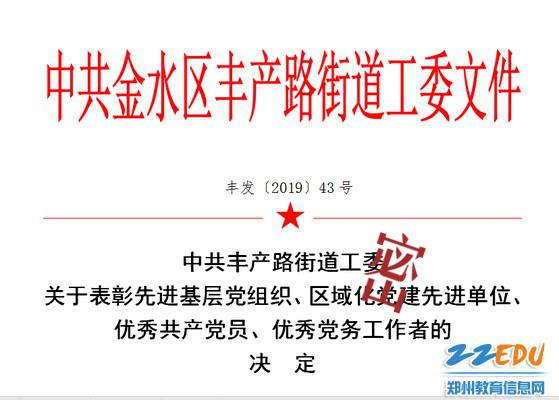 中共金水区丰产路街道工委文件
丰发〔2019〕43号
中共丰产路街道工委
密
关于表彰先进基层党组织、区域化党建先进单位、
优秀共产党员、优秀党务工作者的
决 定
ZZEDU
郑州教育信息网